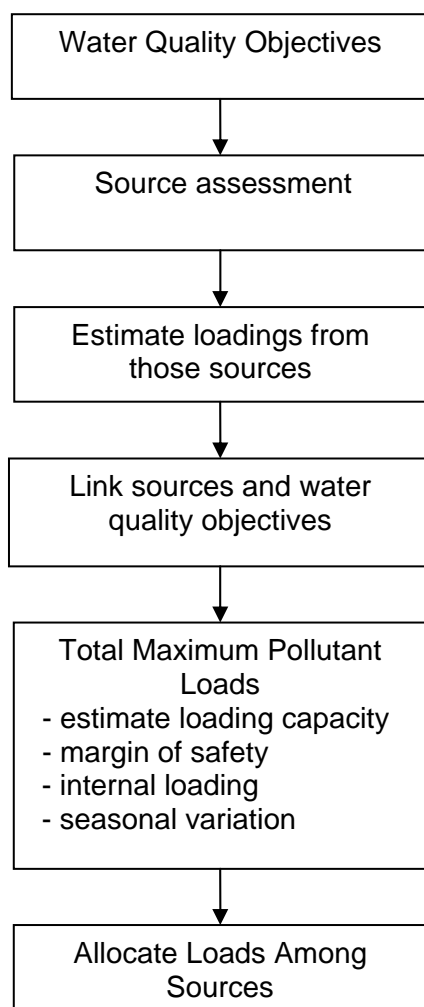 Water Quality Objectives
Source assessment
Estimate loadings from
those sources
Link sources and water
quality objectives
Total Maximum Pollutant
Loads
- estimate loading capacity
- margin of safety
- internal loading
- seasonal variation
Allocate Loads Among
Sources